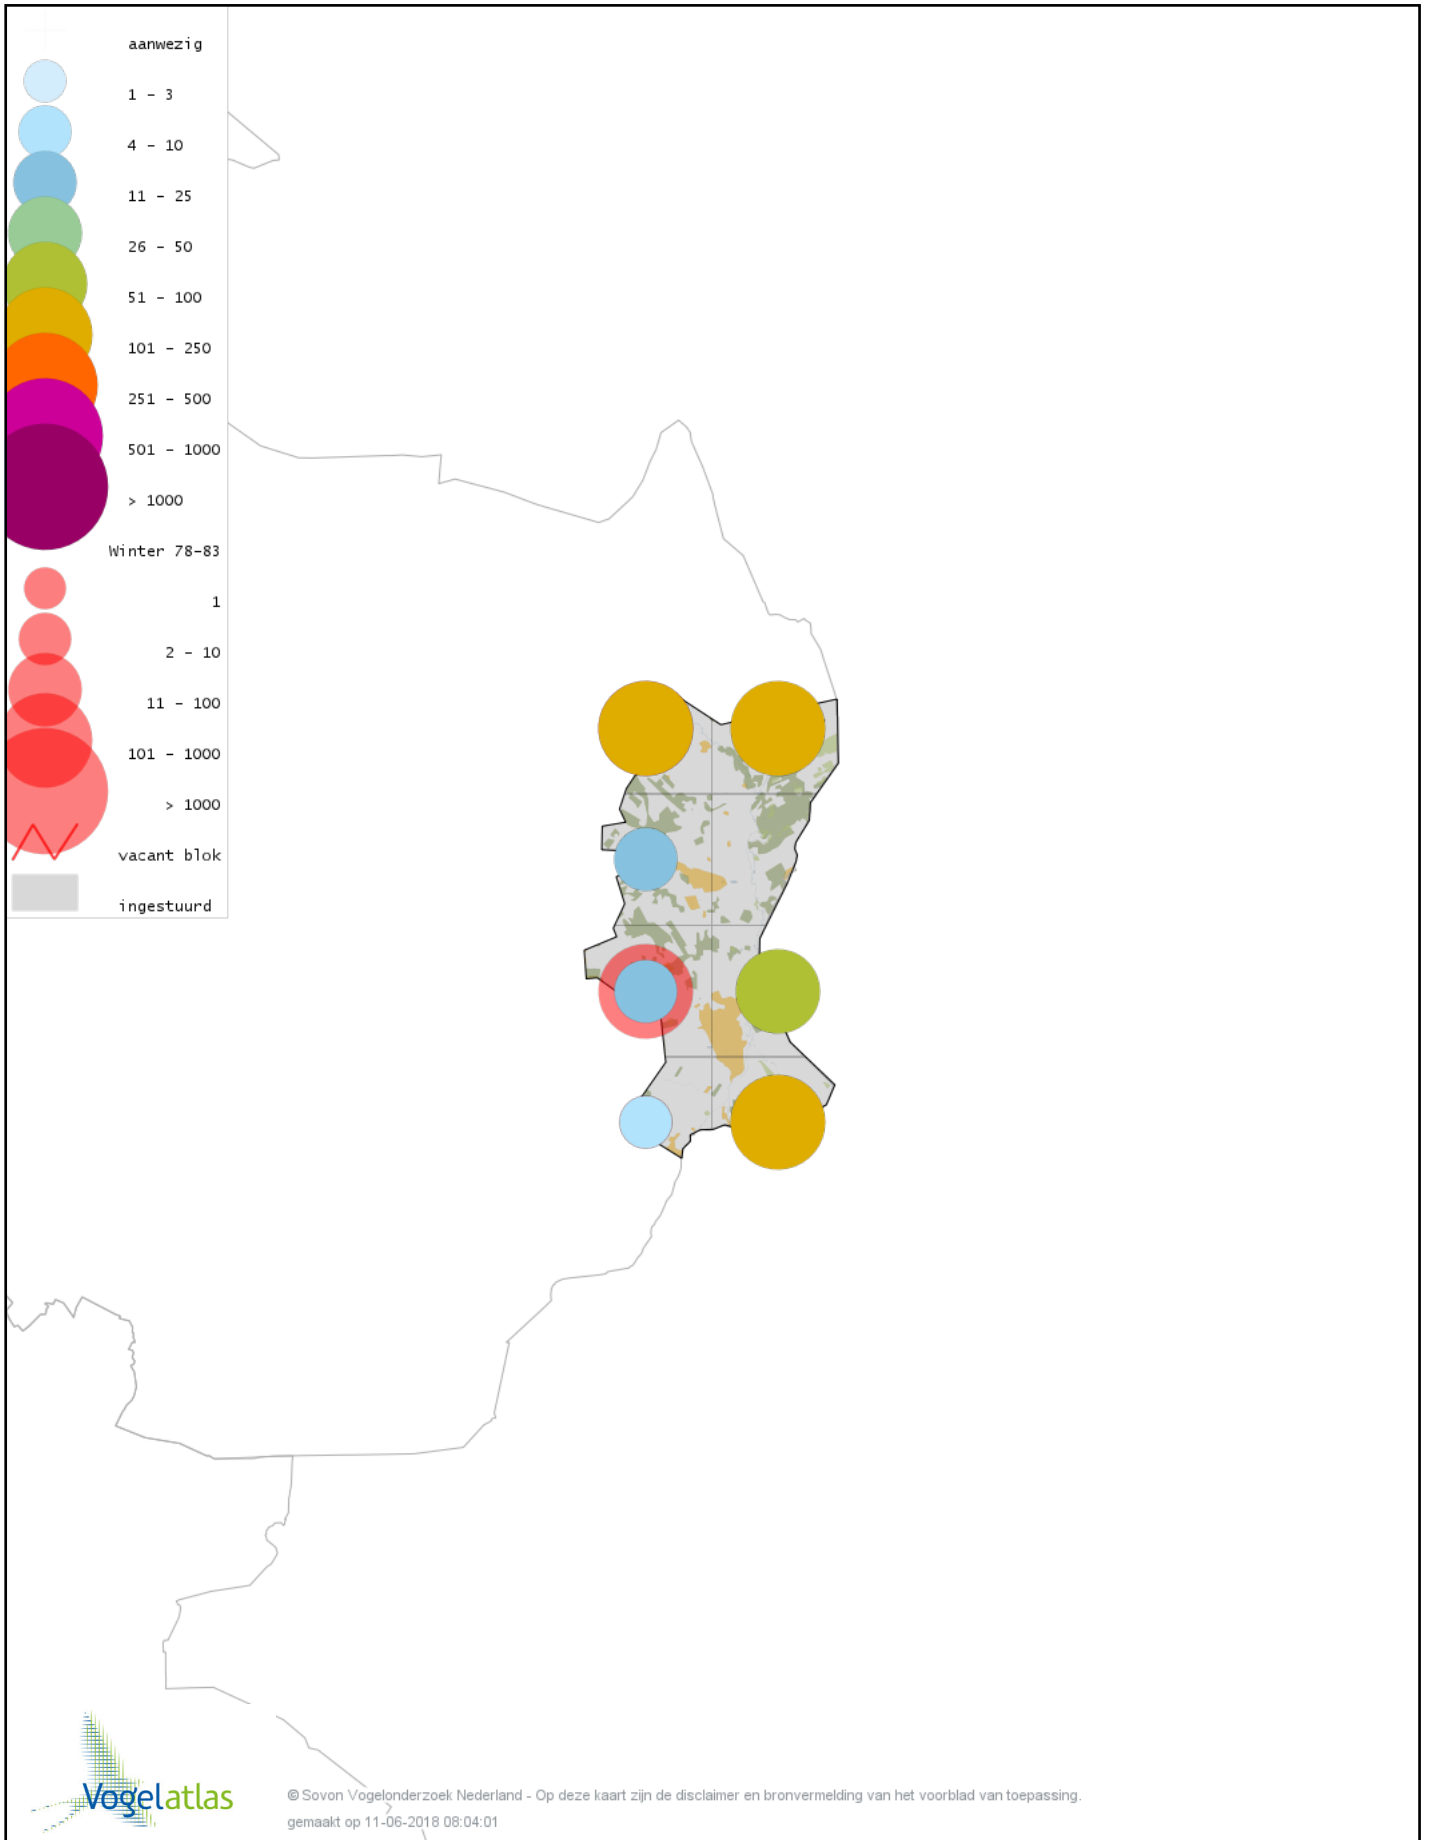 aanwezig
1 - 3
4 - 10
11 - 25
26 - 50
51 - 100
101 - 250
251 - 500
501 - 1000
> 1000
Winter 78-83
1
2 - 10
11 - 100
101 - 1000
> 1000
vacant blok
ingestuurd
Vogelatlas
© Sovon Vogelonderzoek Nederland - Op deze kaart zijn de disclaimer en bronvermelding van het voorblad van toepassing.
gemaakt op 11-06-2018 08:04:01